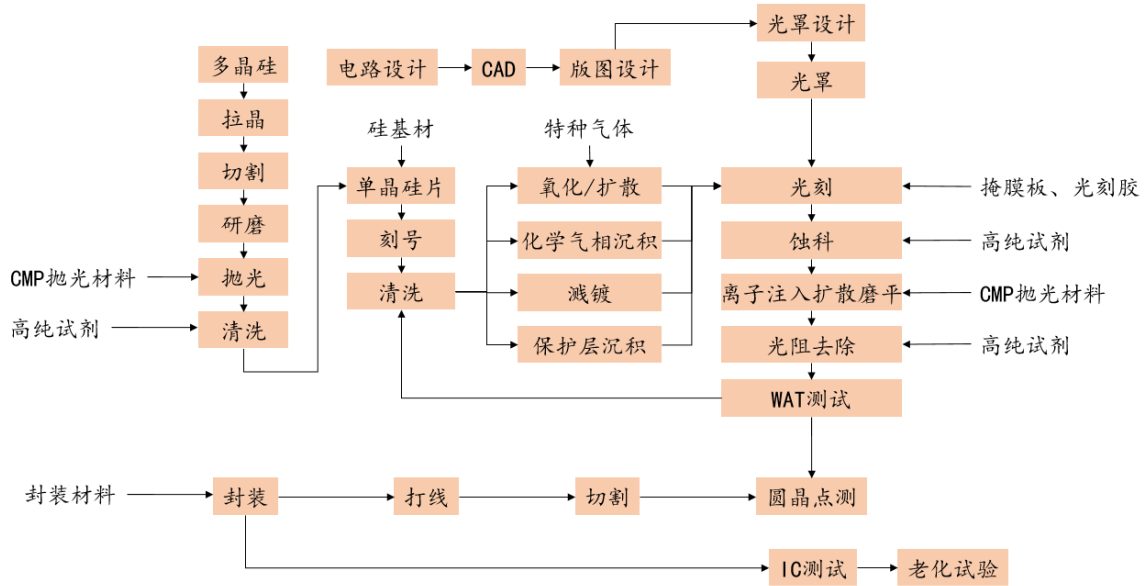 光罩设计
多晶硅
电路设计
CAD
版图设计
光罩
拉晶
硅基材
特种气体
切割
单晶硅片
氧化/扩散
光刻
掩膜板、光刻胶
研磨
刻号
化学气相沉积
蚀科
高纯试剂
CMP抛光材料
抛光
清洗
溅镀
离子注入扩散磨平
CMP抛光材料
高纯试剂
清洗
保护层沉积
光阻去除
高纯试剂
WAT测试
封装材料
封装
打线
切割
圆晶点测
IC测试
老化试验